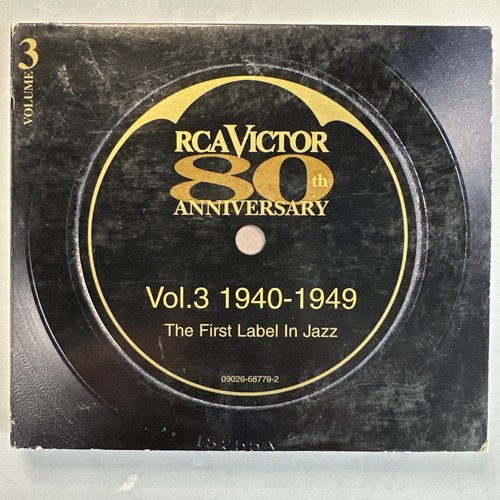 VOLUME 3
RCA VICTOR
80th
ANNIVERSARY
Vol.3 1940-1949
The First Label In Jazz
09026-68779-2